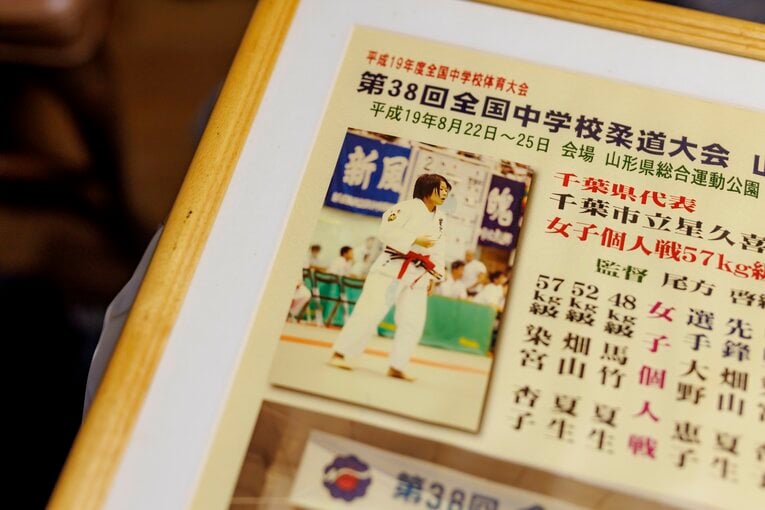 平成19年度全国中学校体育大会
第38回全国中学校柔道大会 山
平成19年8月22日～25日 会場 山形県総合運動公園
千葉県代表
千葉市立星久喜
女子個人戦57kg級
監督 尾方 啓
先鋒 畑山 夏
選手 大野 恵子
女子個人戦
48kg級 馬竹 夏生
52kg級 畑山 夏生
57kg級 染宮 杏子
新風
魂
第38回